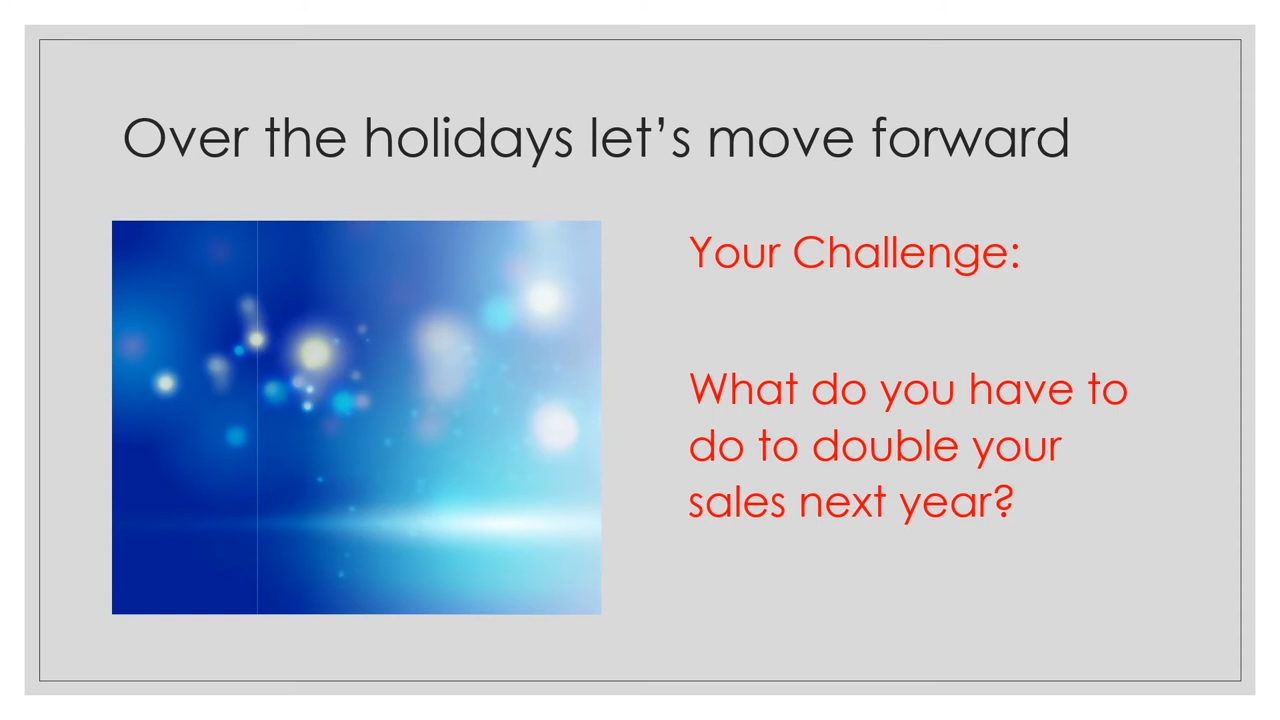 Over the holidays let’s move forward
Your Challenge:
What do you have to
do to double your
sales next year?